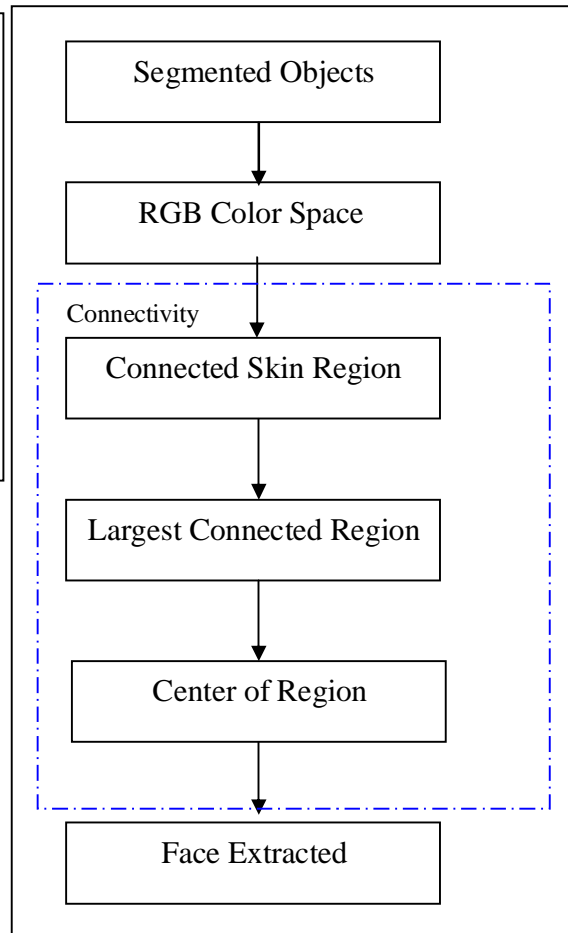 Segmented Objects
RGB Color Space
Connectivity
Connected Skin Region
Largest Connected Region
Center of Region
Face Extracted